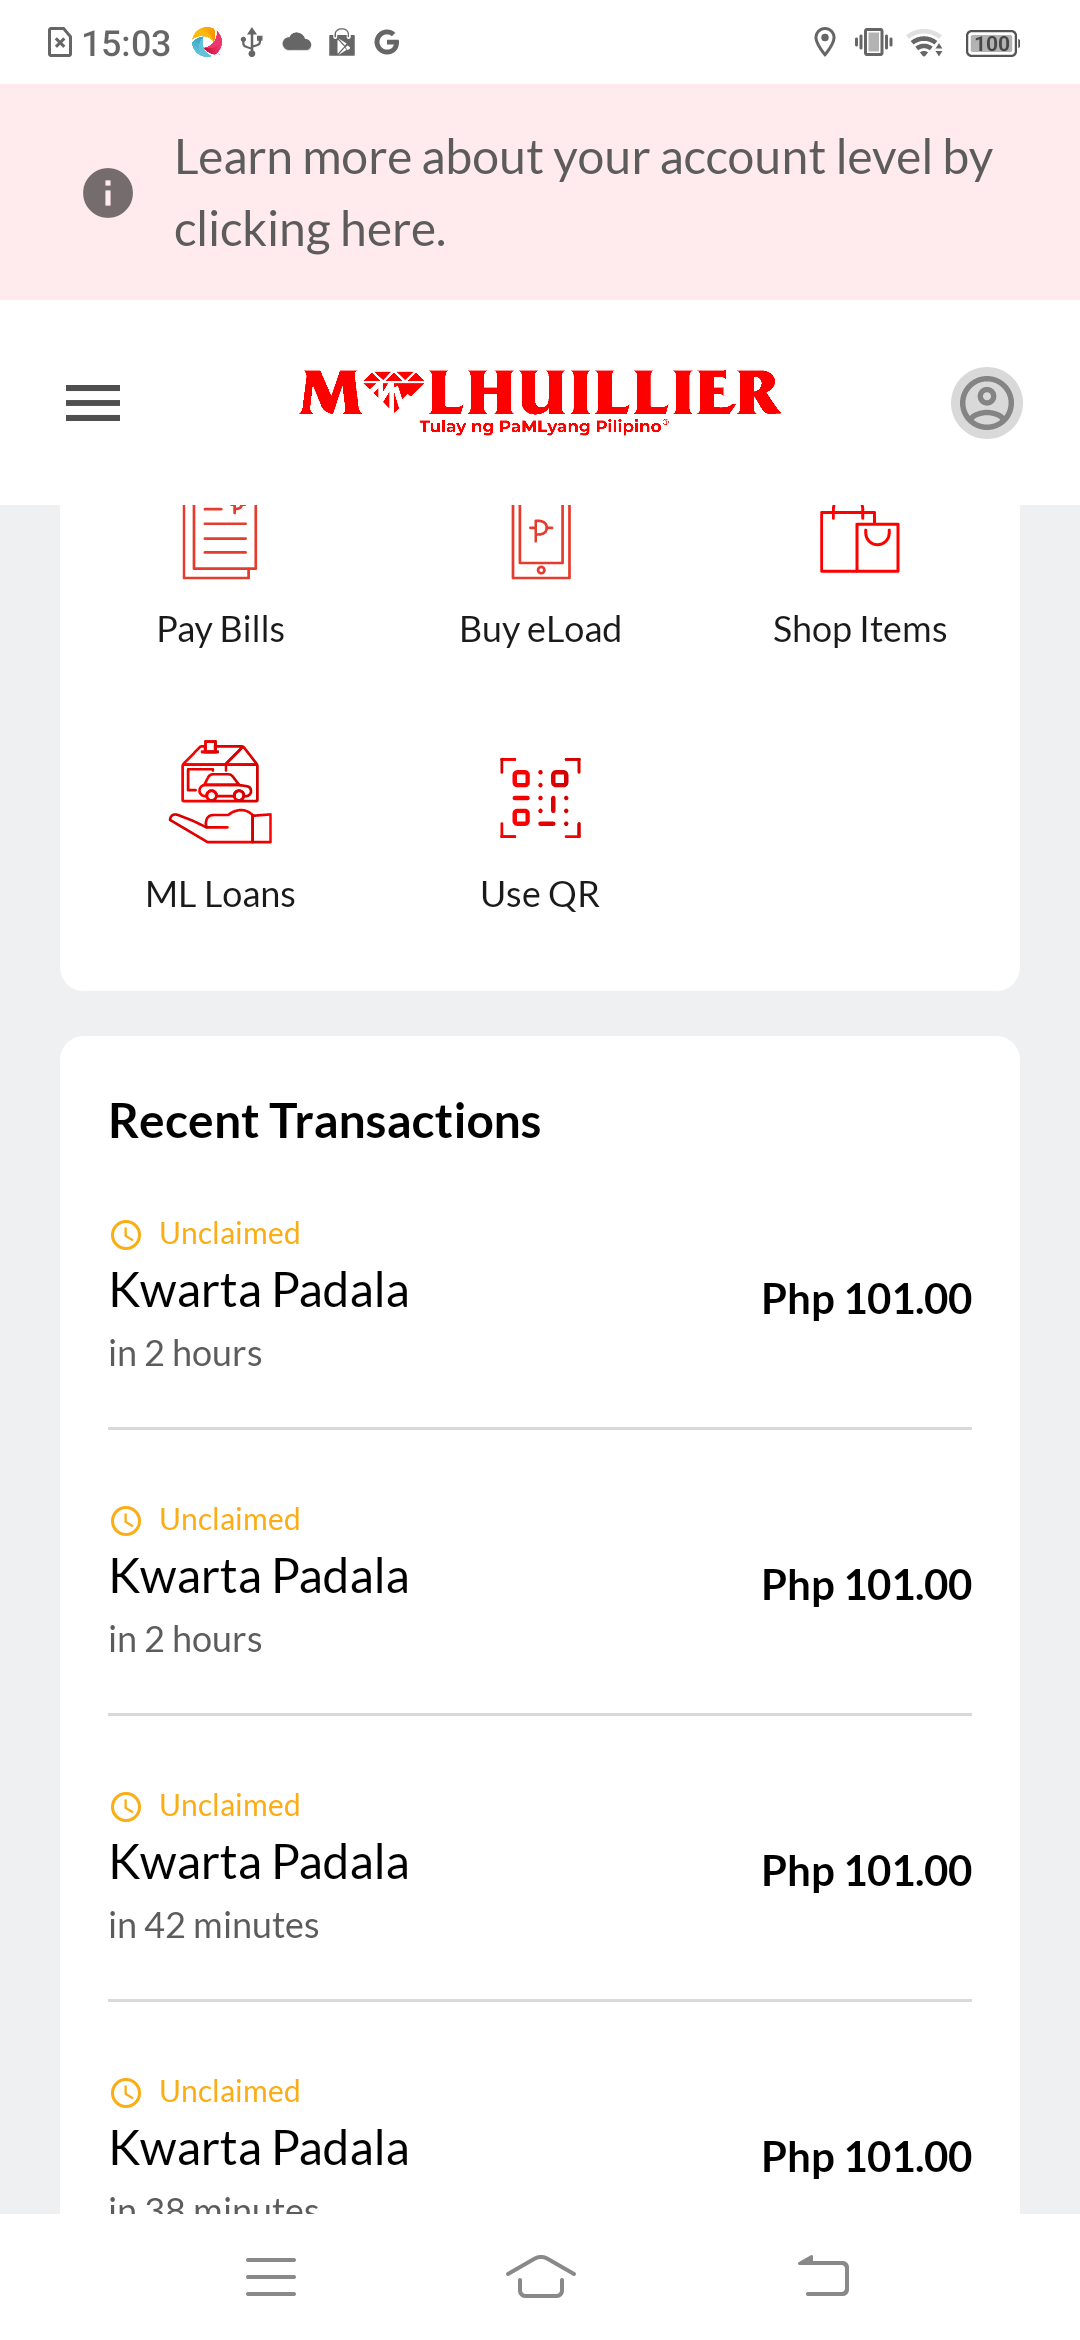 15:03
100
Learn more about your account level by
clicking here.
MLHUILLIER
Tulay ng PaMLyang Pilipino®
Pay Bills
Buy eLoad
Shop Items
ML Loans
Use QR
Recent Transactions
Unclaimed
Kwarta Padala
Php 101.00
in 2 hours
Unclaimed
Kwarta Padala
Php 101.00
in 2 hours
Unclaimed
Kwarta Padala
Php 101.00
in 42 minutes
Unclaimed
Kwarta Padala
Php 101.00
in 38 minutes